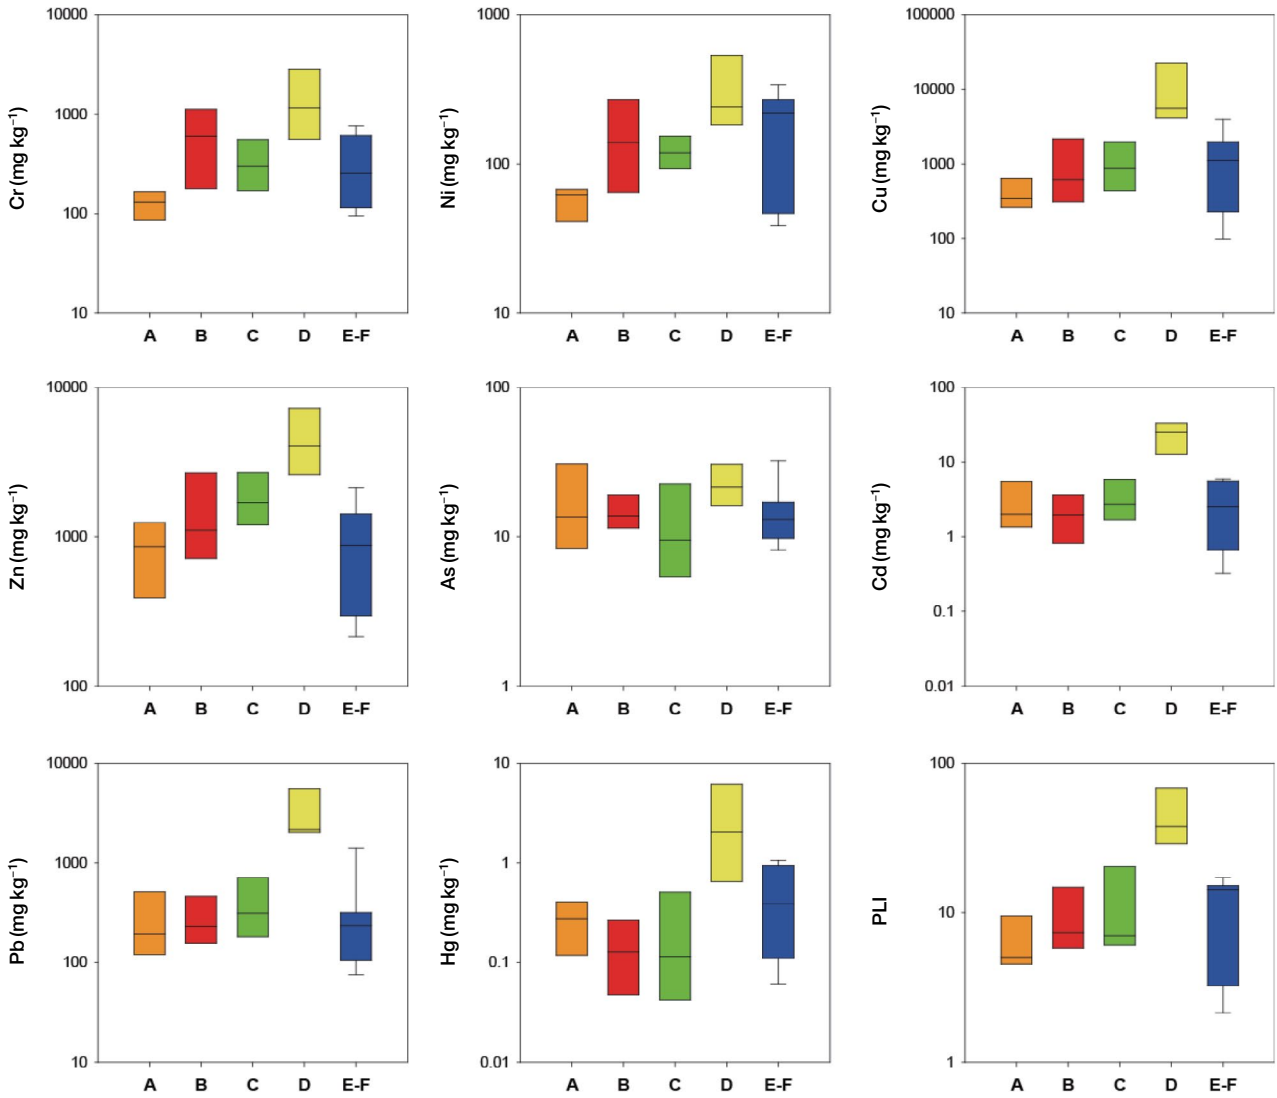 Cr (mg kg⁻¹)
10000
1000
100
10
A B C D E-F
Ni (mg kg⁻¹)
1000
100
10
A B C D E-F
Cu (mg kg⁻¹)
100000
10000
1000
100
10
A B C D E-F
Zn (mg kg⁻¹)
10000
1000
100
A B C D E-F
As (mg kg⁻¹)
100
10
1
A B C D E-F
Cd (mg kg⁻¹)
100
10
1
0.1
0.01
A B C D E-F
Pb (mg kg⁻¹)
10000
1000
100
10
A B C D E-F
Hg (mg kg⁻¹)
10
1
0.1
0.01
A B C D E-F
PLI
100
10
1
A B C D E-F